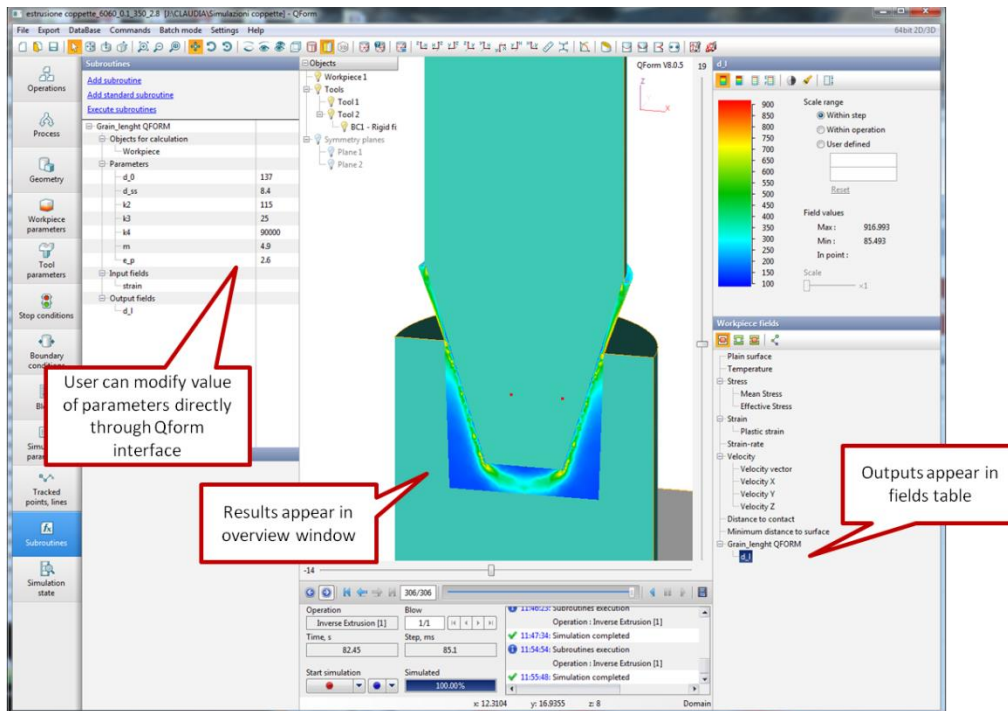 estrusione coppette_6060_0.1_350_2.8 [J:\CLAUDIA\Simulazioni coppette] - QForm
File Export DataBase Commands Batch mode Settings Help
64bit 2D/3D
Operations
Process
Geometry
Workpiece
parameters
Tool
parameters
Stop conditions
Boundary
Tracked
points, lines
Subroutines
Simulation
state
Subroutines
Add subroutine
Add standard subroutine
Execute subroutines
Grain_lenght QFORM
Objects for calculation
Workpiece
Parameters
d_0 137
d_ss 8.4
k2 115
k3 25
k4 90000
m 4.9
e_p 2.6
Input fields
strain
Output fields
d_l
User can modify value
of parameters directly
through Qform
interface
Objects
Workpiece 1
Tools
Tool 1
Tool 2
BC1 - Rigid fi
Symmetry planes
Plane 1
Plane 2
QForm V8.0.5
z
x
19
Results appear in
overview window
-14
306/306
Operation
Inverse Extrusion [1]
Blow
1/1
Time, s
82.45
Step, ms
85.1
Start simulation
Simulated
100.00%
11:46:23: Subroutines execution
Operation : Inverse Extrusion [1]
11:47:34: Simulation completed
11:54:54: Subroutines execution
Operation : Inverse Extrusion [1]
11:55:48: Simulation completed
x: 12.3104 y: 16.9355 z: 8 Domain
d_l
900
850
800
750
700
650
600
550
500
450
400
350
300
250
200
150
100
Scale range
Within step
Within operation
User defined
Reset
Field values
Max : 916.993
Min : 85.493
In point :
Scale
×1
Workpiece fields
Plain surface
Temperature
Stress
Mean Stress
Effective Stress
Strain
Plastic strain
Strain-rate
Velocity
Velocity vector
Velocity X
Velocity Y
Velocity Z
Distance to contact
Minimum distance to surface
Grain_lenght QFORM
d_l
Outputs appear in
fields table